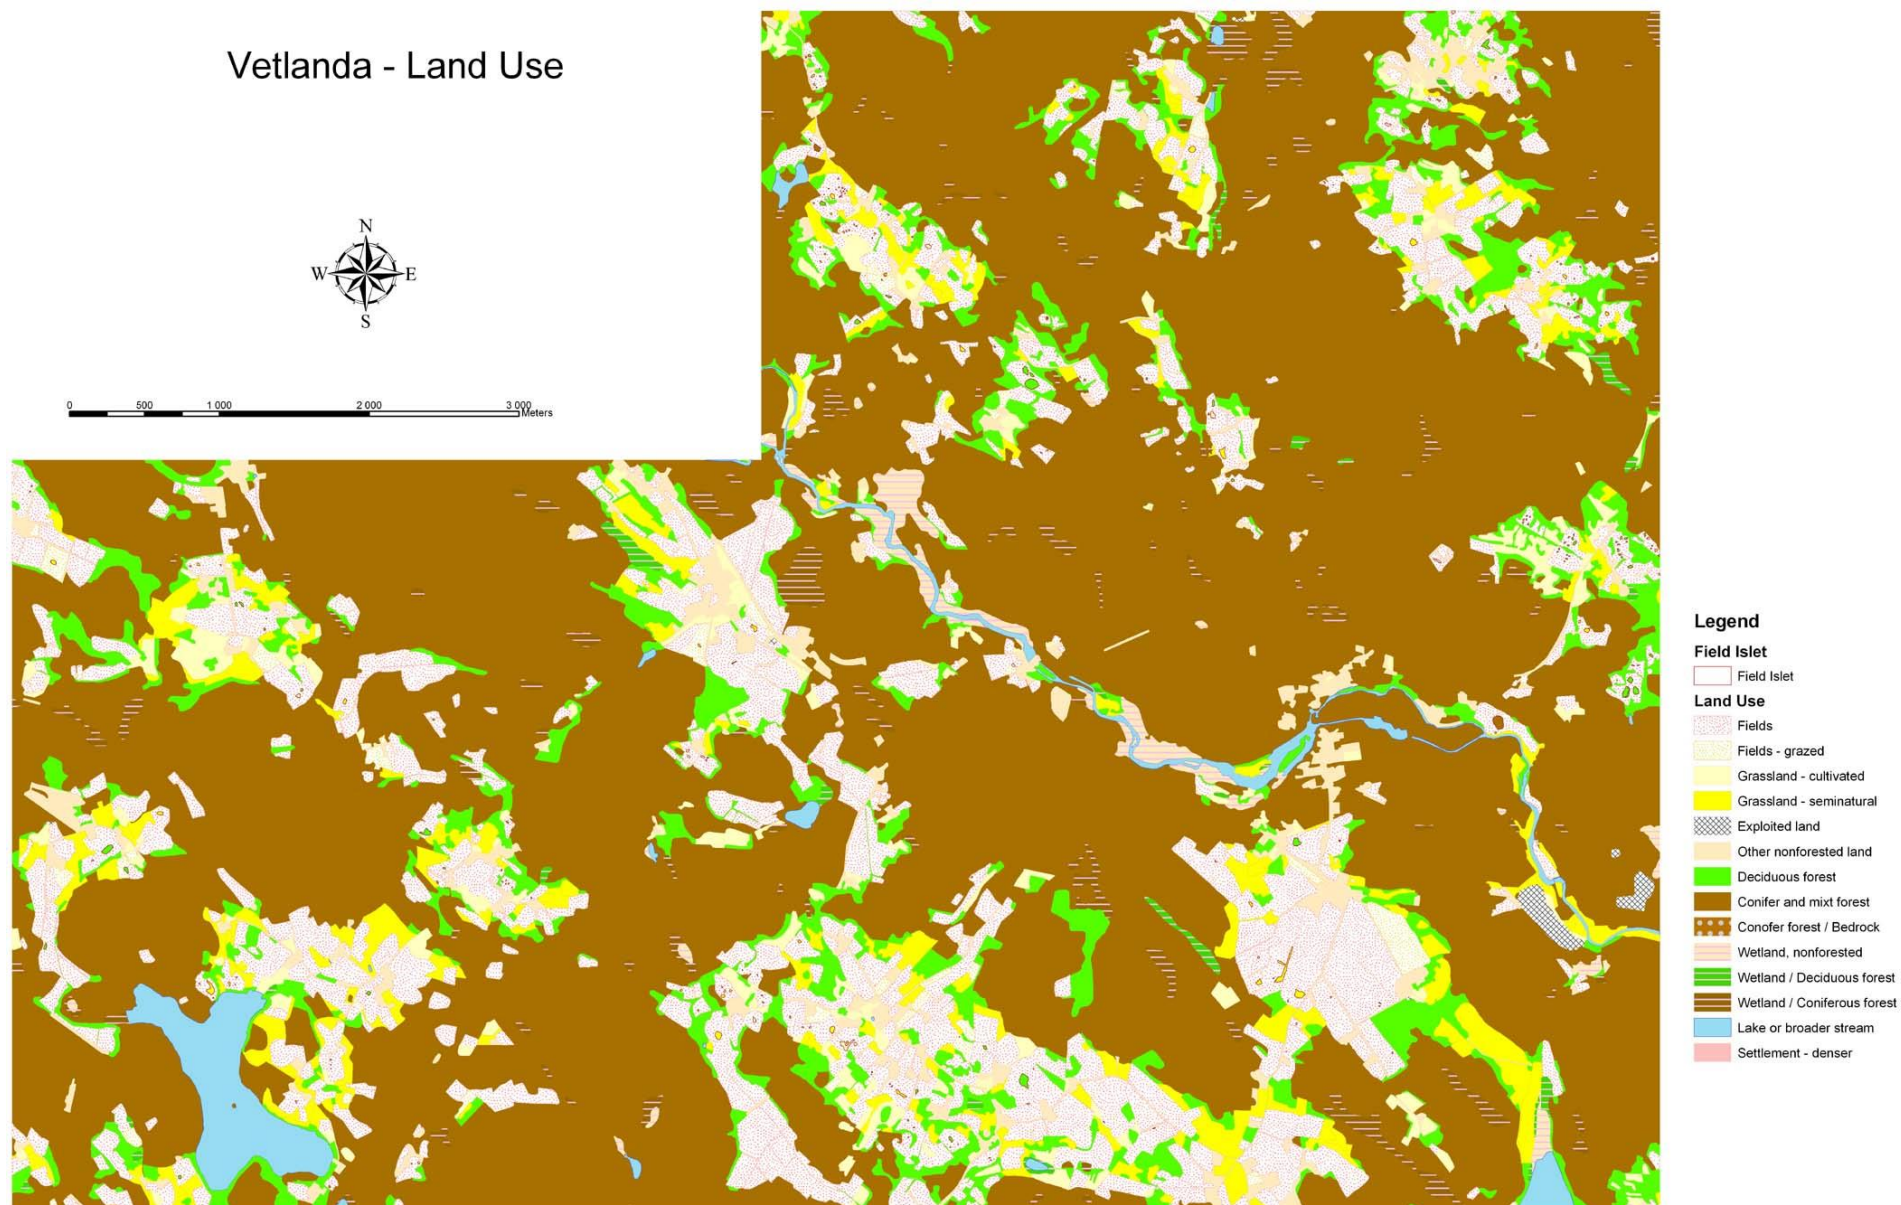 Vetlanda - Land Use
N
W E
S
0 500 1 000 2 000 3 000
Meters
Legend
Field Islet
Field Islet
Land Use
Fields
Fields - grazed
Grassland - cultivated
Grassland - seminatural
Exploited land
Other nonforested land
Deciduous forest
Conifer and mixt forest
Conofer forest / Bedrock
Wetland, nonforested
Wetland / Deciduous forest
Wetland / Coniferous forest
Lake or broader stream
Settlement - denser